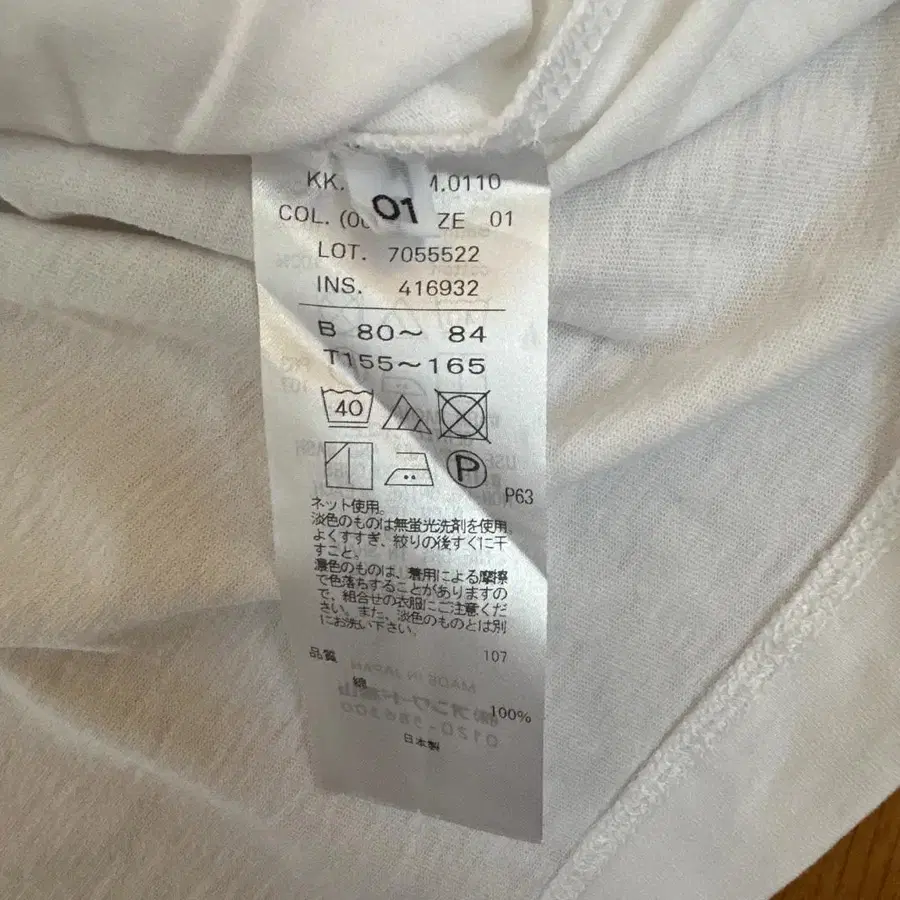 KK. 1.0110
COL. (00 ZE 01
01
LOT. 7055522
INS. 416932
B 80～ 84
T155～165
40
P
P63
ネット使用。
淡色のものは無蛍光洗剤を使用。
よくすすぎ、絞りの後すぐに干
すこと。
濃色のものは、着用による摩擦
で色落ちすることがありますの
で、組合せの衣服にご注意くだ
さい。また、淡色のものとは別
にお洗い下さい。
品質 107
綿 100%
日本製
MADE IN JAPAN
0120-586300